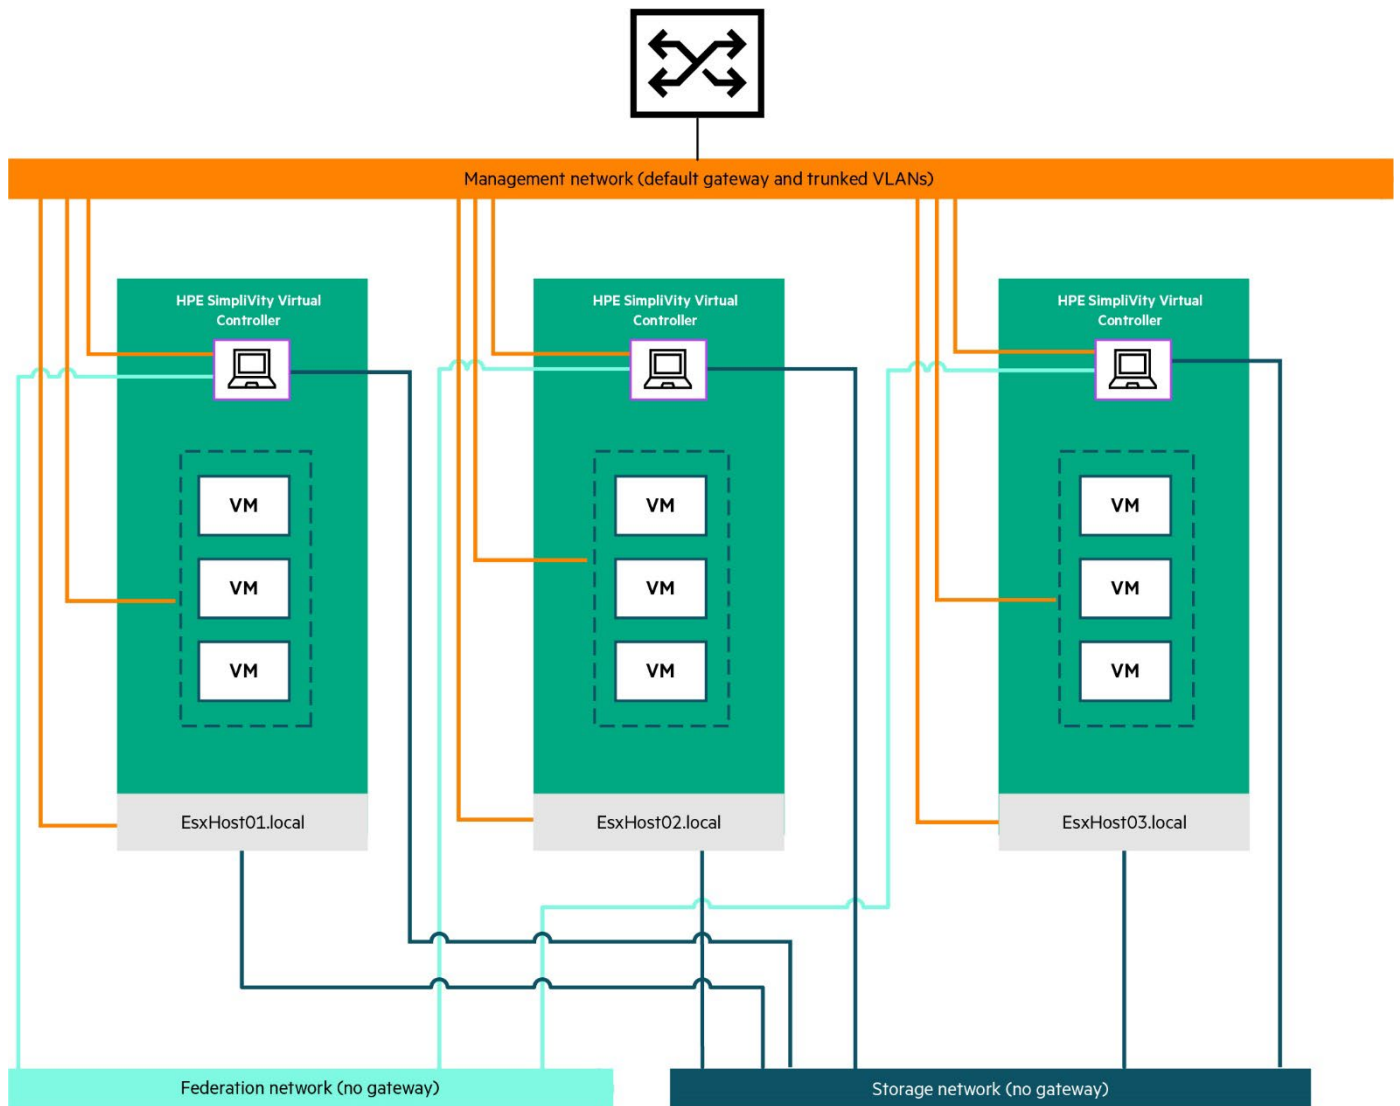 Management network (default gateway and trunked VLANs)
HPE SimpliVity Virtual
Controller
HPE SimpliVity Virtual
Controller
HPE SimpliVity Virtual
Controller
VM
VM
VM
VM
VM
VM
VM
VM
VM
EsxHost01.local
EsxHost02.local
EsxHost03.local
Federation network (no gateway)
Storage network (no gateway)